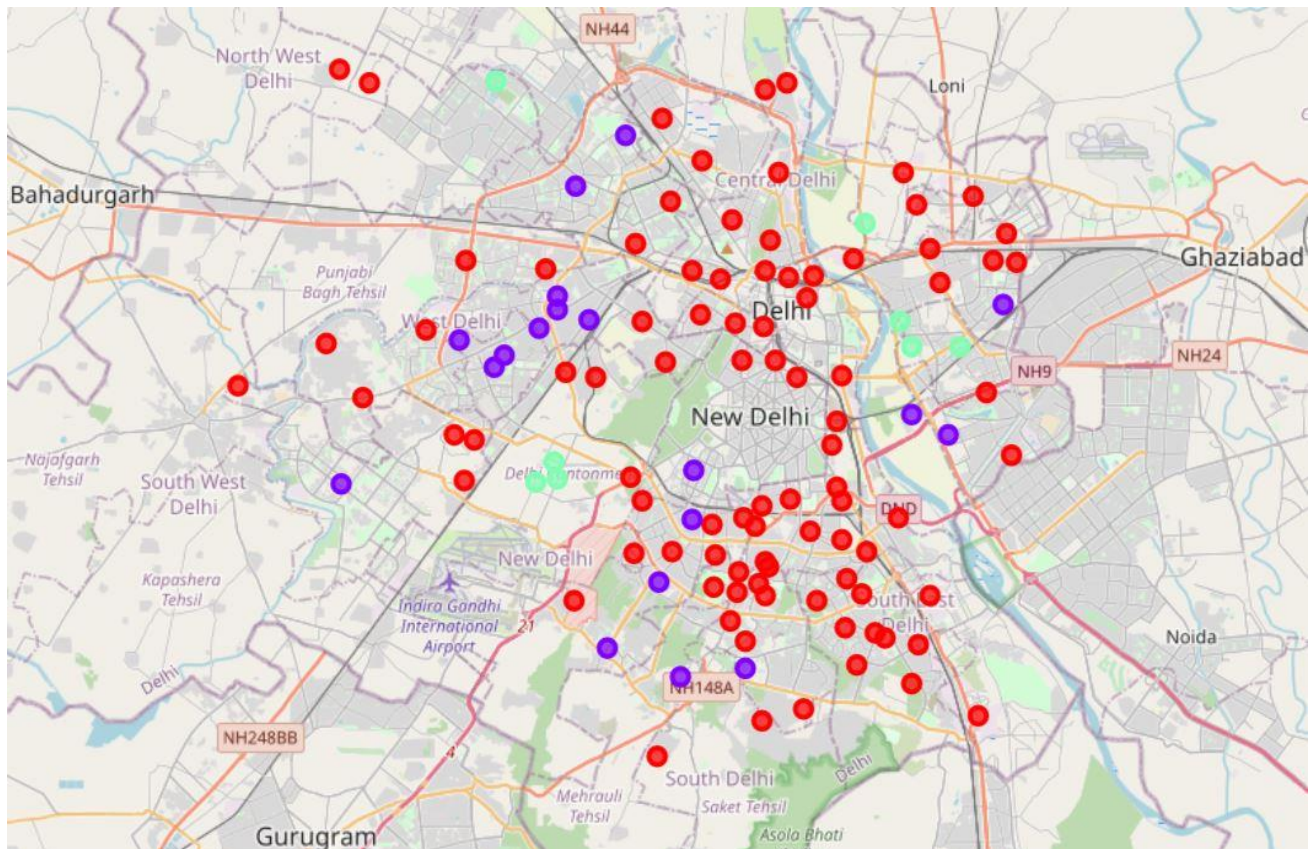 NH44
North West
Delhi
Loni
Central Delhi
Bahadurgarh
Ghaziabad
Punjabi
Bagh Tehsil
Delhi
West Delhi
NH24
NH9
New Delhi
Najafgarh
Tehsil
South West
Delhi
DND
New Delhi
Kapashera
Tehsil
Indira Gandhi
International
Airport
21
Noida
Delhi
NH148A
NH248BB
4
South Delhi
Delhi
Mehrauli
Tehsil
Saket Tehsil
Gurugram
Asola Bhati